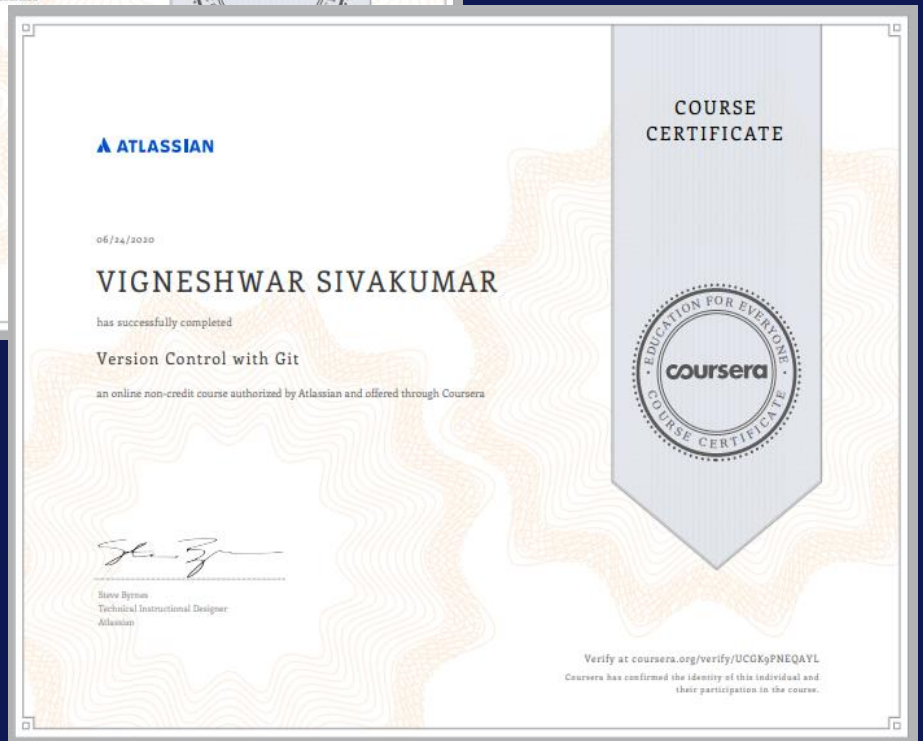 COURSE
CERTIFICATE
ATLASSIAN
06/24/2020
VIGNESHWAR SIVAKUMAR
has successfully completed
Version Control with Git
an online non-credit course authorized by Atlassian and offered through Coursera
EDUCATION FOR EVERYONE
coursera
COURSE CERTIFICATE
Steve Byrnes
Technical Instructional Designer
Atlassian
Verify at coursera.org/verify/UCGK9PNEQAYL
Coursera has confirmed the identity of this individual and
their participation in the course.